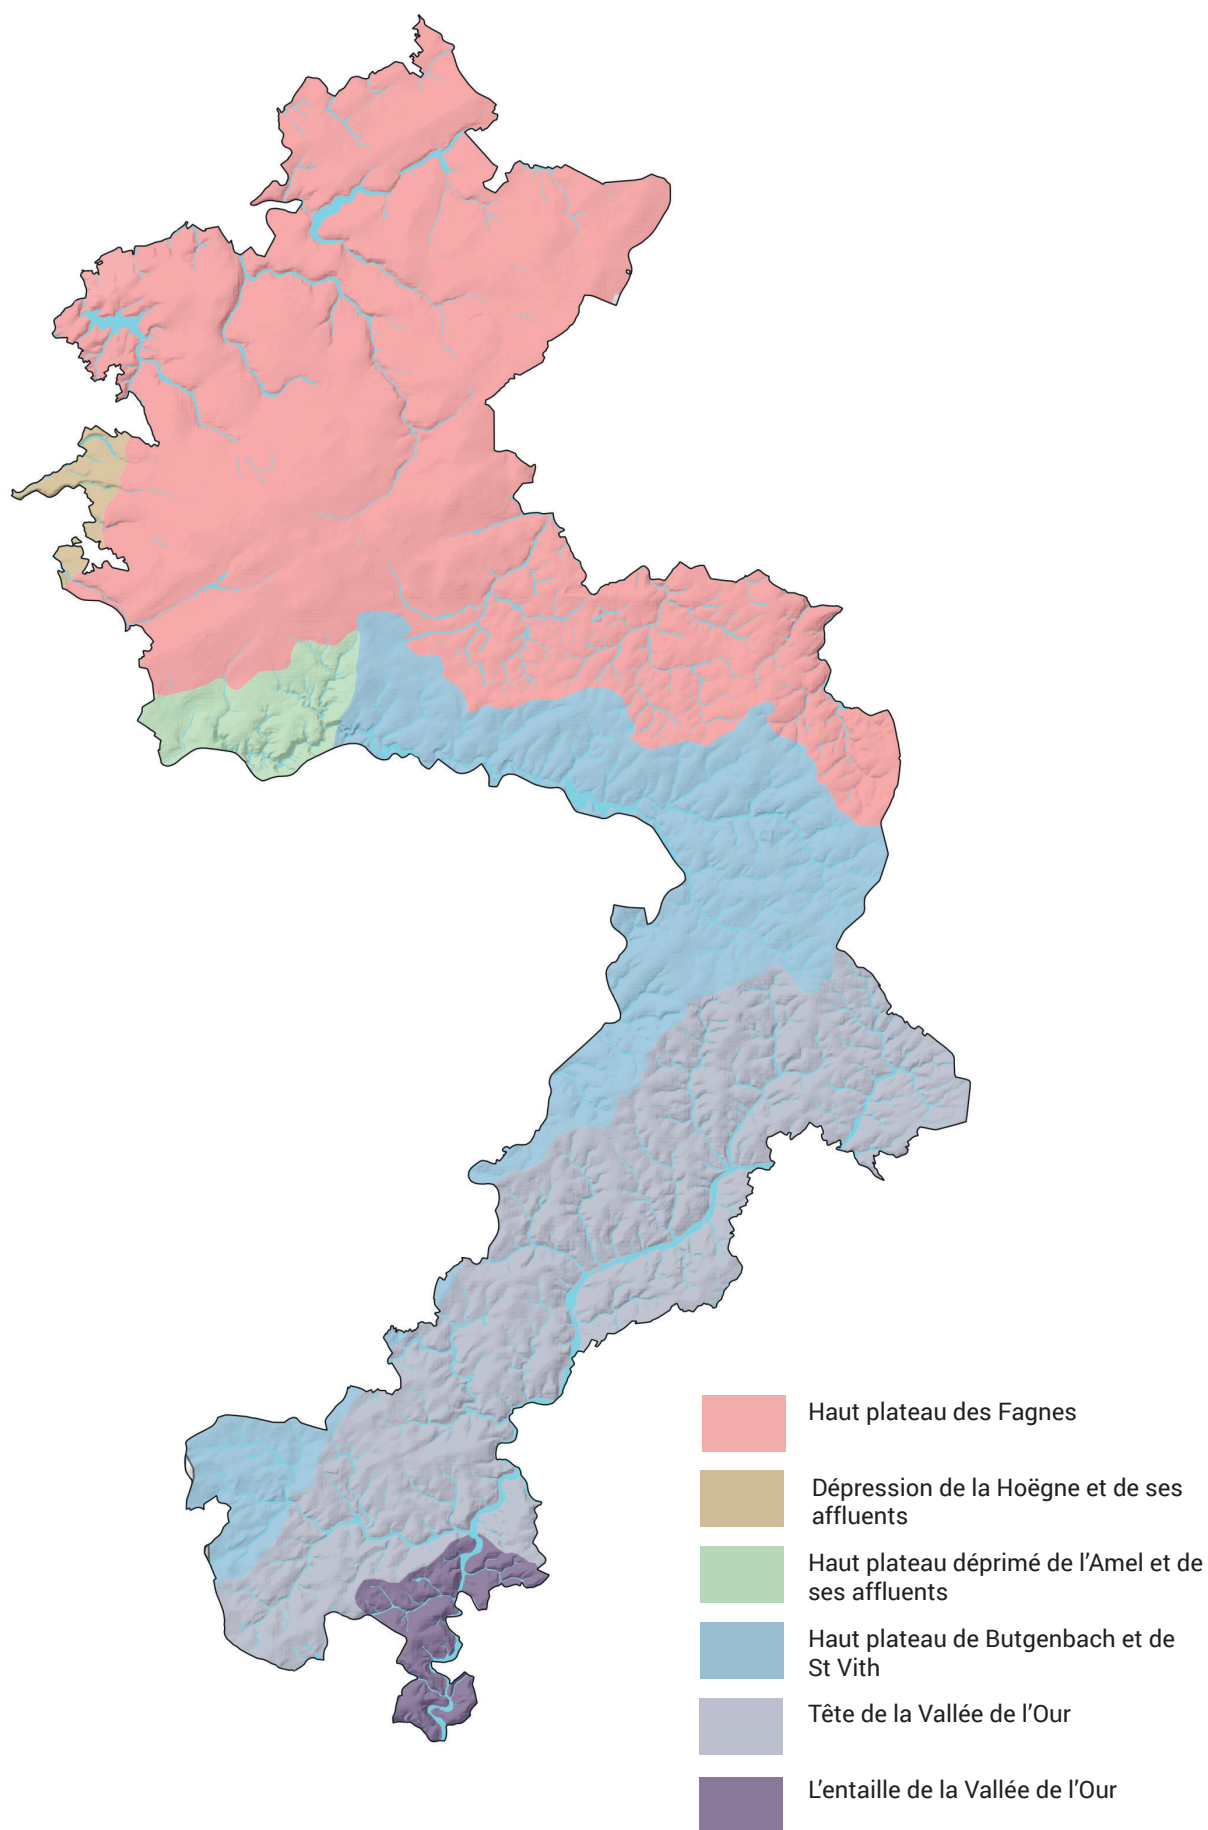 Haut plateau des Fagnes
Dépression de la Hoëgne et de ses
affluents
Haut plateau déprimé de l'Amel et de
ses affluents
Haut plateau de Butgenbach et de
St Vith
Tête de la Vallée de l'Our
L'entaille de la Vallée de l'Our